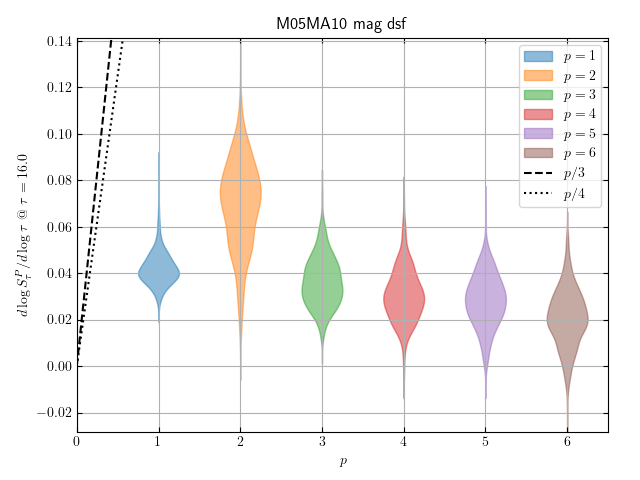 M05MA10 mag dsf
0.14
0.12
0.10
0.08
0.06
0.04
0.02
0.00
−0.02
d log S_τ^P / d log τ @ τ = 16.0
0 1 2 3 4 5 6
p
p = 1
p = 2
p = 3
p = 4
p = 5
p = 6
p/3
p/4